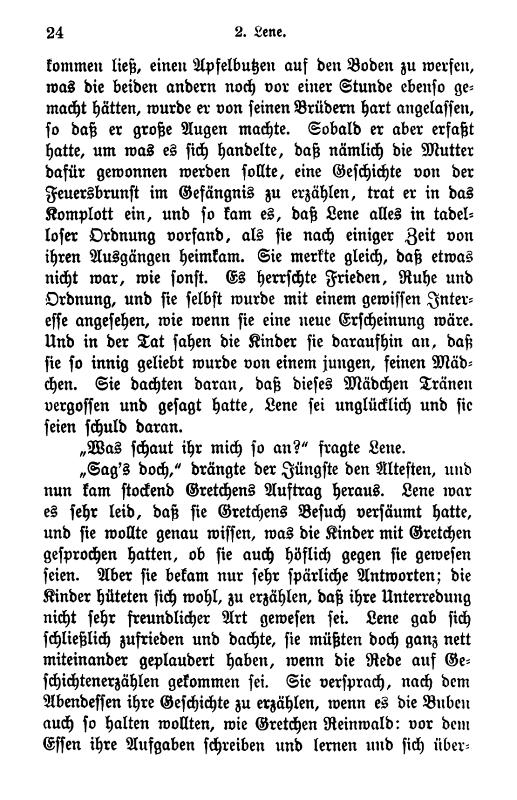 24 2. Lene.
kommen ließ, einen Apfelbutzen auf den Boden zu werfen,
was die beiden andern noch vor einer Stunde ebenso ge-
macht hätten, wurde er von seinen Brüdern hart angelassen,
so daß er große Augen machte. Sobald er aber erfaßt
hatte, um was es sich handelte, daß nämlich die Mutter
dafür gewonnen werden sollte, eine Geschichte von der
Feuersbrunst im Gefängnis zu erzählen, trat er in das
Komplott ein, und so kam es, daß Lene alles in tadel-
loser Ordnung vorfand, als sie nach einiger Zeit von
ihren Ausgängen heimkam. Sie merkte gleich, daß etwas
nicht war, wie sonst. Es herrschte Frieden, Ruhe und
Ordnung, und sie selbst wurde mit einem gewissen Inter-
esse angesehen, wie wenn sie eine neue Erscheinung wäre.
Und in der Tat sahen die Kinder sie daraufhin an, daß
sie so innig geliebt wurde von einem jungen, feinen Mäd-
chen. Sie dachten daran, daß dieses Mädchen Tränen
vergossen und gesagt hatte, Lene sei unglücklich und sie
seien schuld daran.
„Was schaut ihr mich so an?“ fragte Lene.
„Sag's doch,“ drängte der Jüngste den Ältesten, und
nun kam stockend Gretchens Auftrag heraus. Lene war
es sehr leid, daß sie Gretchens Besuch versäumt hatte,
und sie wollte genau wissen, was die Kinder mit Gretchen
gesprochen hatten, ob sie auch höflich gegen sie gewesen
seien. Aber sie bekam nur sehr spärliche Antworten; die
Kinder hüteten sich wohl, zu erzählen, daß ihre Unterredung
nicht sehr freundlicher Art gewesen sei. Lene gab sich
schließlich zufrieden und dachte, sie müßten doch ganz nett
miteinander geplaudert haben, wenn die Rede auf Ge-
schichtenerzählen gekommen sei. Sie versprach, nach dem
Abendessen ihre Geschichte zu erzählen, wenn es die Buben
auch so halten wollten, wie Gretchen Reinwald: vor dem
Essen ihre Aufgaben schreiben und lernen und sich über-